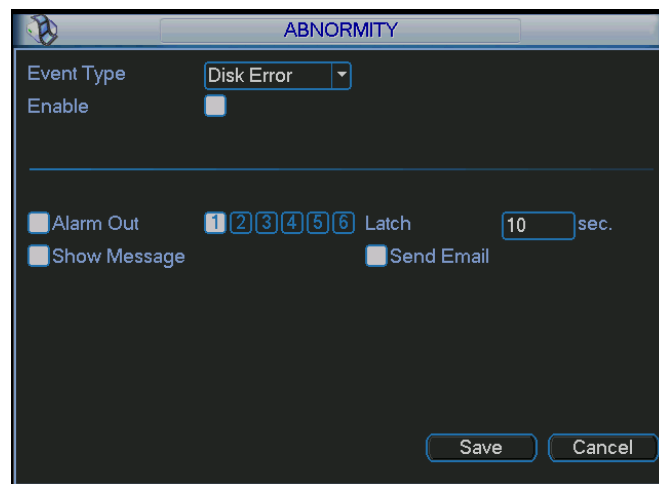 ABNORMITY
Event Type Disk Error
Enable
Alarm Out 1 2 3 4 5 6 Latch 10 sec.
Show Message Send Email
Save Cancel